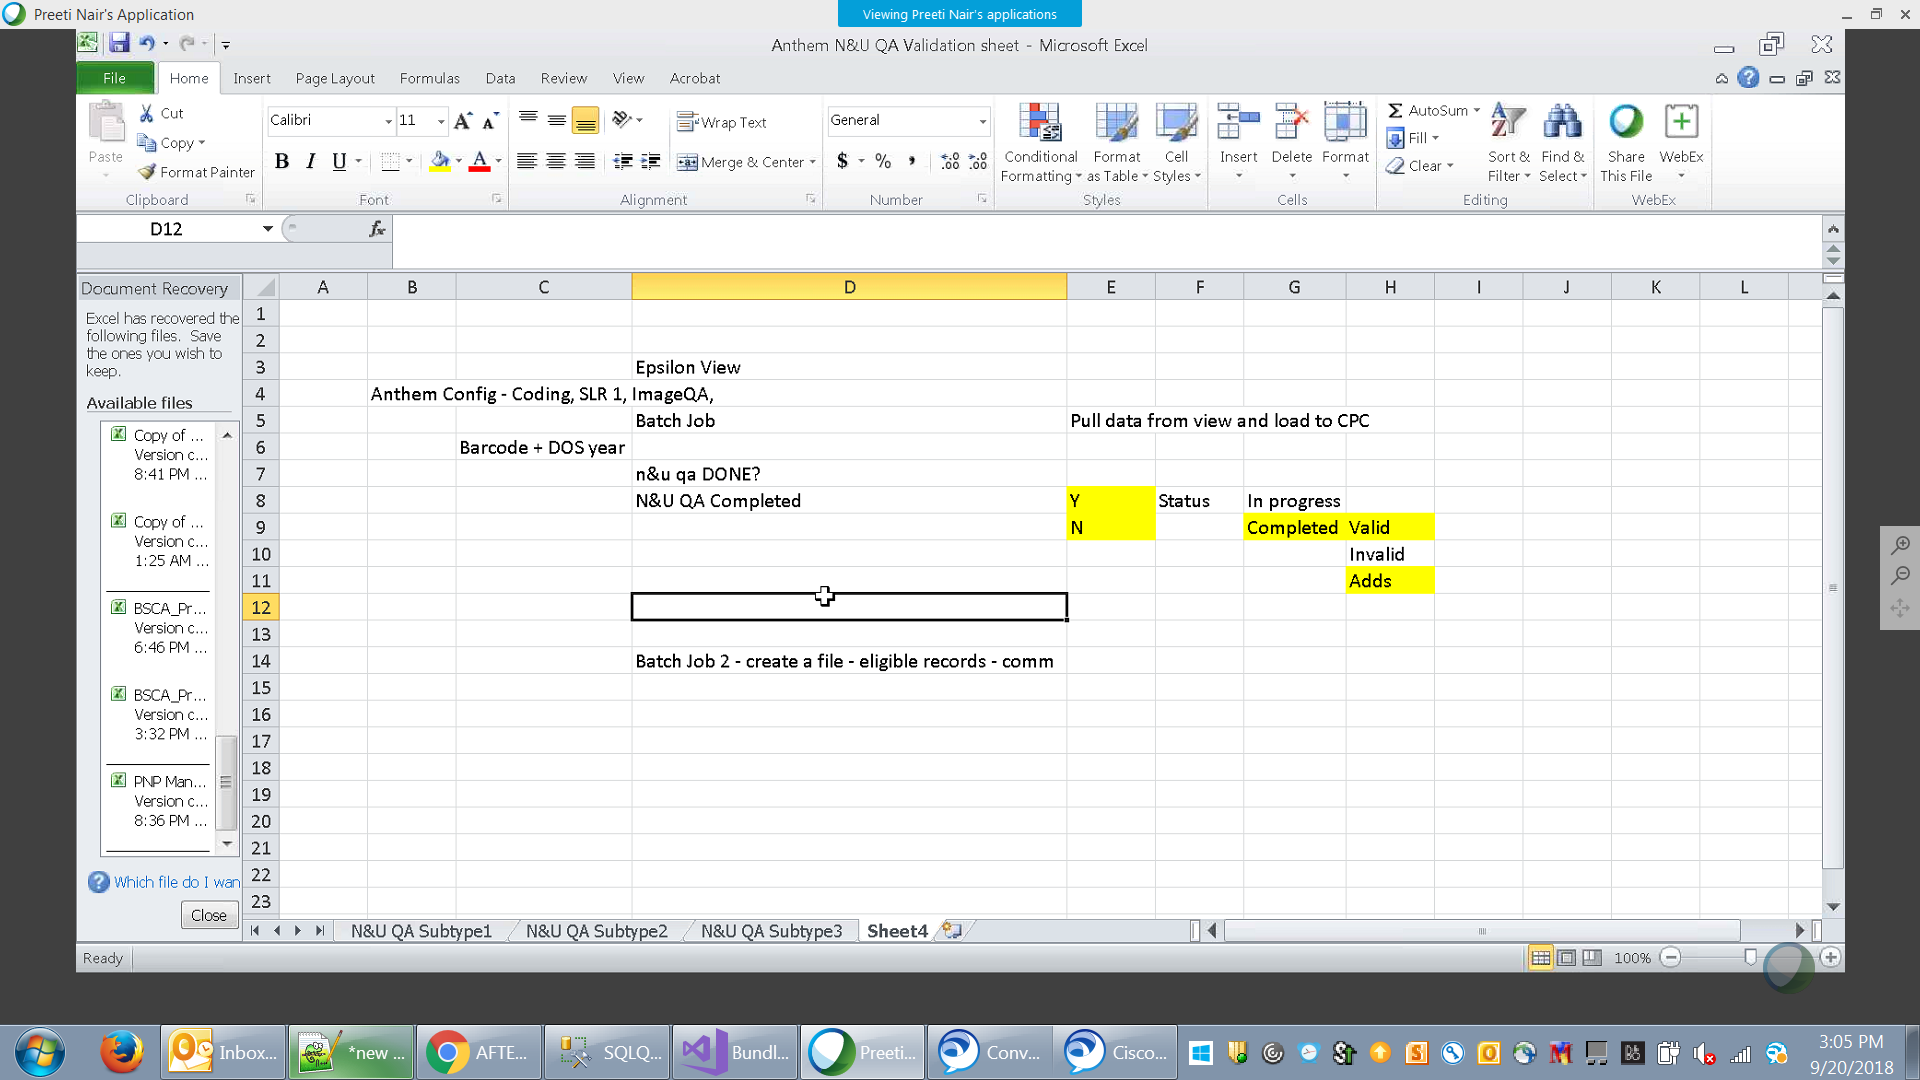 Preeti Nair's Application
Viewing Preeti Nair's applications
Anthem N&U QA Validation sheet - Microsoft Excel
File Home Insert Page Layout Formulas Data Review View Acrobat
Paste
Cut
Copy
Format Painter
Clipboard
Calibri 11
B I U
Font
Wrap Text
Merge & Center
Alignment
General
$ % ,
Number
Conditional Formatting
Format as Table
Cell Styles
Styles
Insert
Delete
Format
Cells
AutoSum
Fill
Clear
Sort & Filter
Find & Select
Editing
Share This File
WebEx
WebEx
D12
fx
Document Recovery
Excel has recovered the
following files. Save
the ones you wish to
keep.
Available files
Copy of ...
Version c...
8:41 PM ...
Copy of ...
Version c...
1:25 AM ...
BSCA_Pr...
Version c...
6:46 PM ...
BSCA_Pr...
Version c...
3:32 PM ...
PNP Man...
Version c...
8:36 PM ...
Which file do I wan
Close
A B C D E F G H I J K L
1
2
3 Epsilon View
4 Anthem Config - Coding, SLR 1, ImageQA,
5 Batch Job Pull data from view and load to CPC
6 Barcode + DOS year
7 n&u qa DONE?
8 N&U QA Completed Y Status In progress
9 N Completed Valid
10 Invalid
11 Adds
12
13
14 Batch Job 2 - create a file - eligible records - comm
15
16
17
18
19
20
21
22
23
N&U QA Subtype1 N&U QA Subtype2 N&U QA Subtype3 Sheet4
Ready
100%
Inbox...
*new ...
AFTE...
SQLQ...
Bundl...
Preeti...
Conv...
Cisco...
3:05 PM
9/20/2018